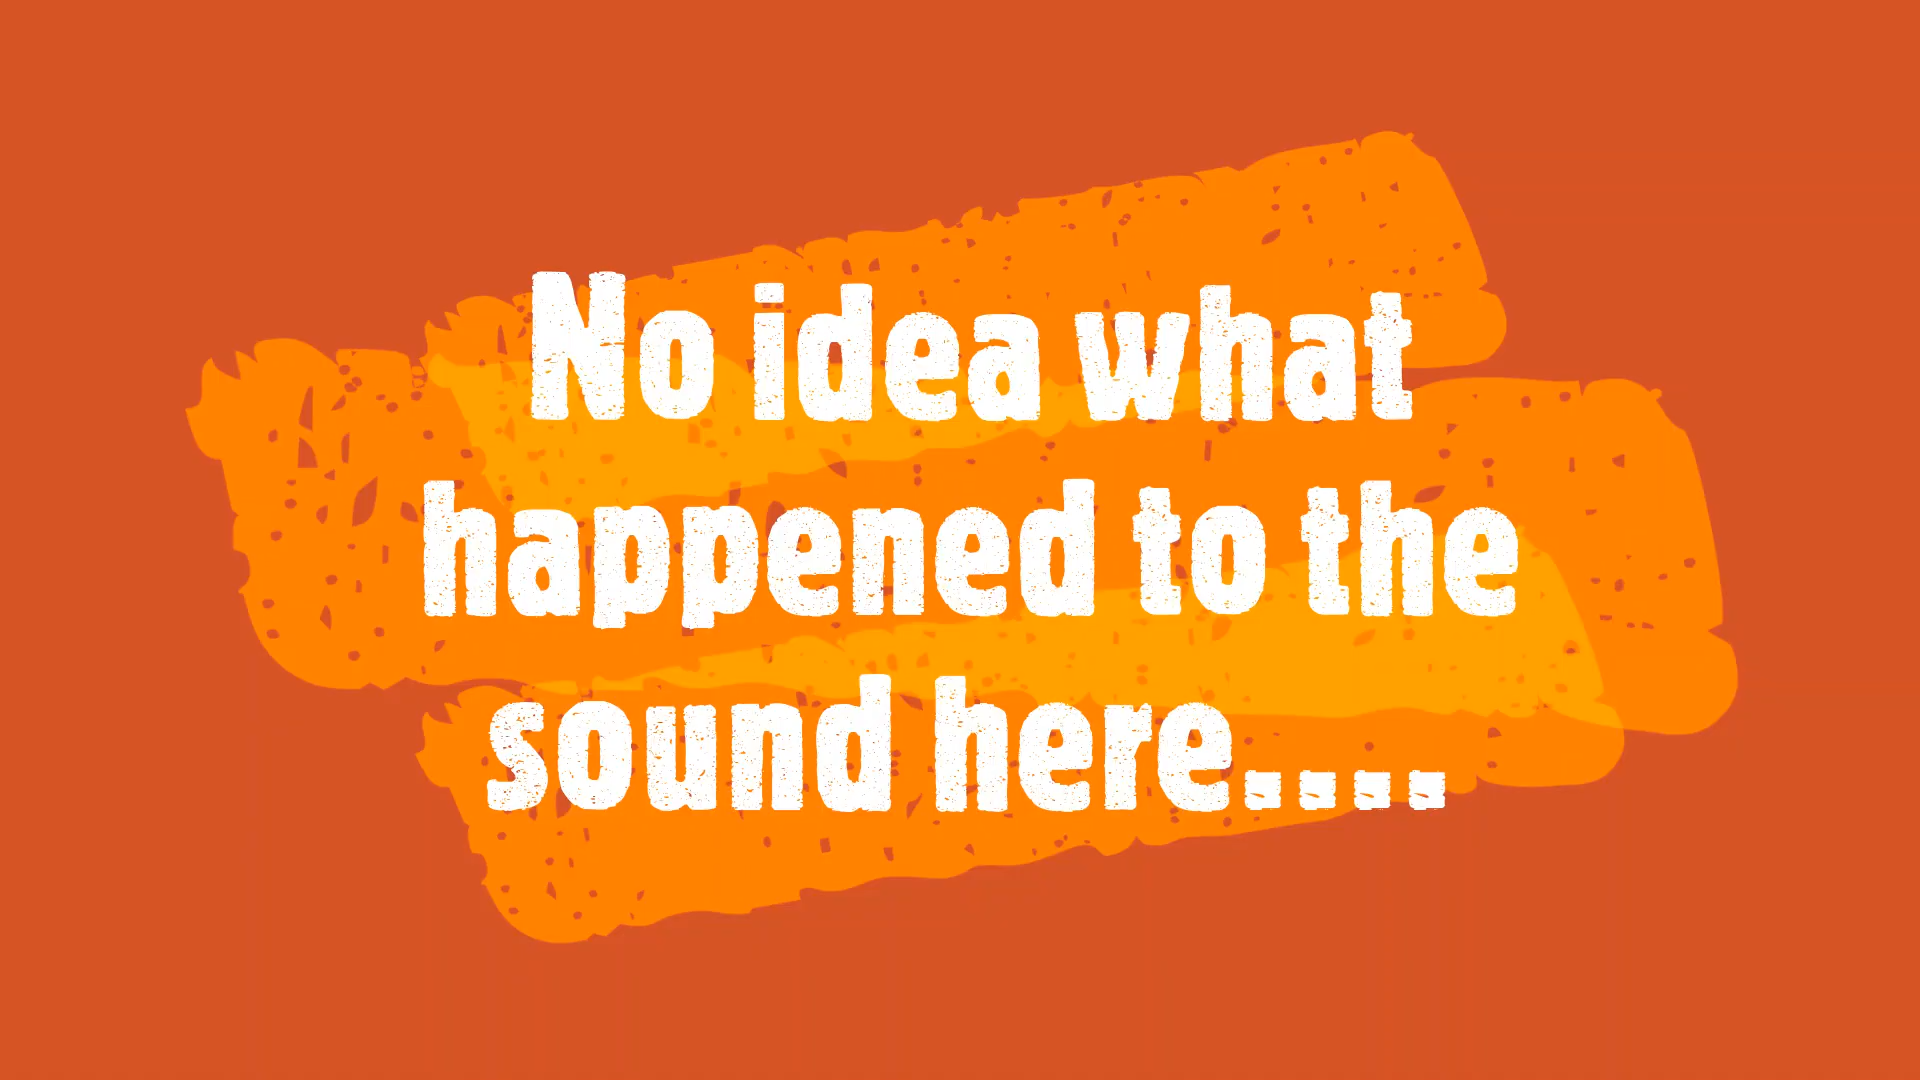 No idea what
happened to the
sound here....